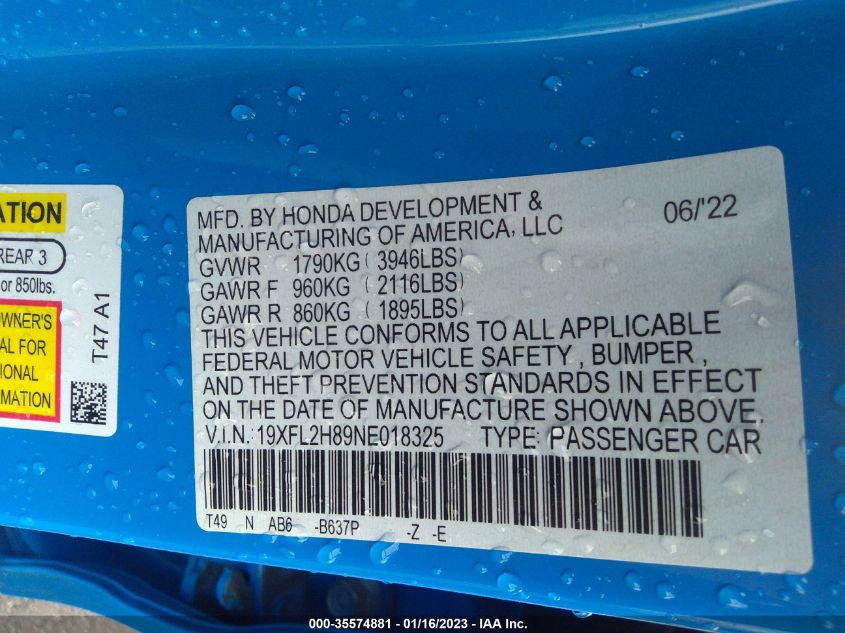 ATION
REAR 3
or 850lbs.
OWNER'S
AL FOR
IONAL
MATION
T47 A1
MFD. BY HONDA DEVELOPMENT & 06/'22
MANUFACTURING OF AMERICA, LLC
GVWR 1790KG ( 3946LBS)
GAWR F 960KG ( 2116LBS)
GAWR R 860KG ( 1895LBS)
THIS VEHICLE CONFORMS TO ALL APPLICABLE
FEDERAL MOTOR VEHICLE SAFETY , BUMPER ,
AND THEFT PREVENTION STANDARDS IN EFFECT
ON THE DATE OF MANUFACTURE SHOWN ABOVE.
V.I.N: 19XFL2H89NE018325 TYPE: PASSENGER CAR
T49 N AB6 -B637P -Z -E
000-35574881 - 01/16/2023 - IAA Inc.